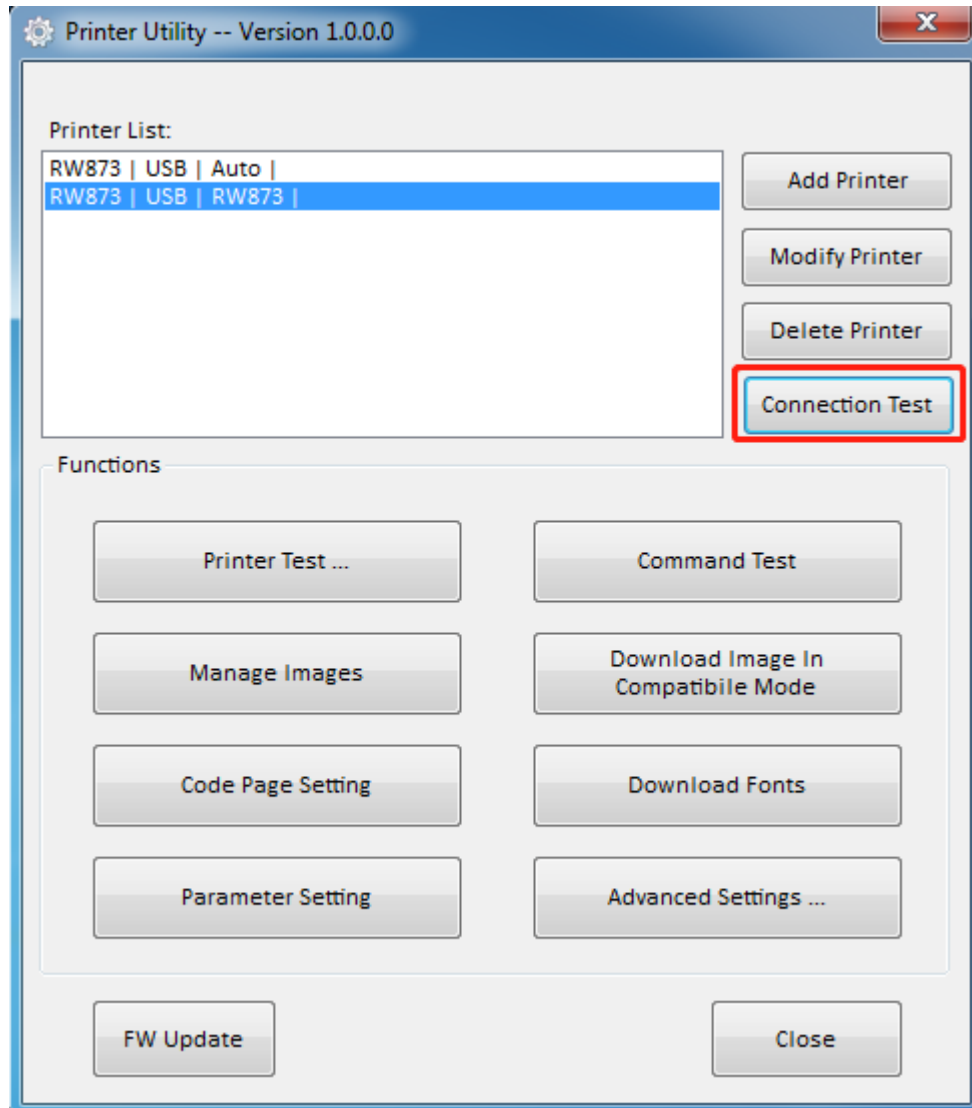 Printer Utility -- Version 1.0.0.0
Printer List:
RW873 | USB | Auto |
RW873 | USB | RW873 |
Add Printer
Modify Printer
Delete Printer
Connection Test
Functions
Printer Test ...
Command Test
Manage Images
Download Image In
Compatibile Mode
Code Page Setting
Download Fonts
Parameter Setting
Advanced Settings ...
FW Update
Close